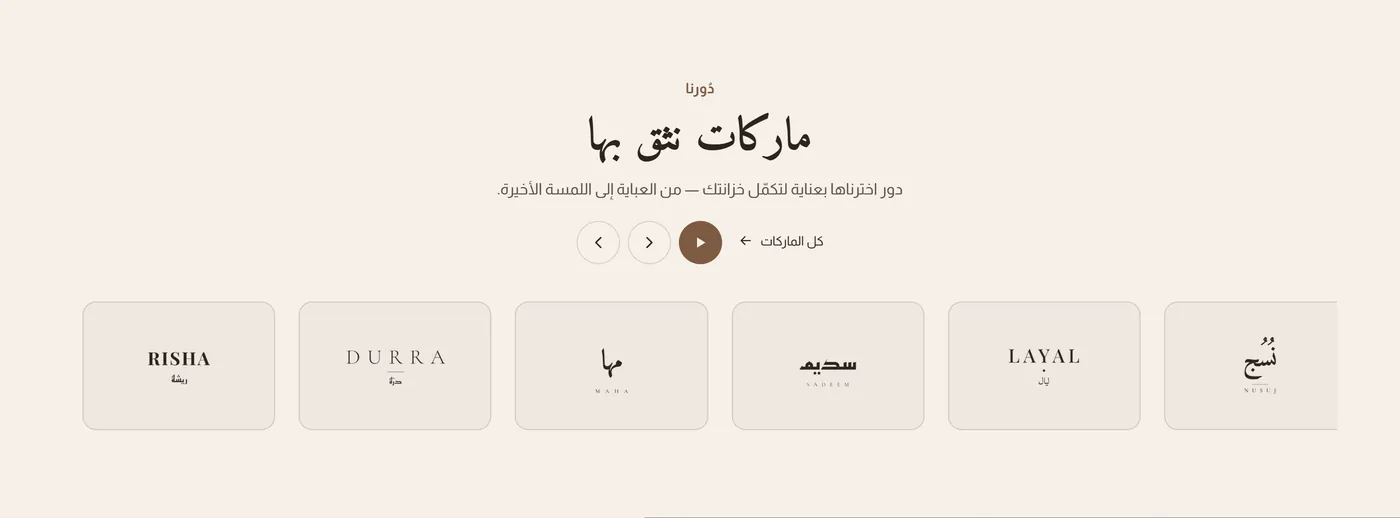 دُورنا
ماركات نثق بها
دور اخترناها بعناية لتكمّل خزانتك — من العباية إلى اللمسة الأخيرة.
كل الماركات ←
نُسُج
NUSUJ
LAYAL
ليال
سديم
SADEEM
مها
MAHA
DURRA
درّة
RISHA
ريشة